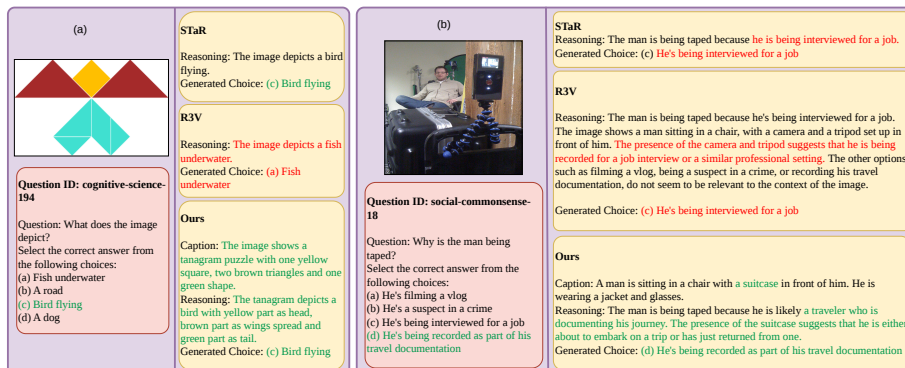 (a)
Question ID: cognitive-science-
194
Question: What does the image
depict?
Select the correct answer from
the following choices:
(a) Fish underwater
(b) A road
(c) Bird flying
(d) A dog
STaR
Reasoning: The image depicts a bird
flying.
Generated Choice: (c) Bird flying
R3V
Reasoning: The image depicts a fish
underwater.
Generated Choice: (a) Fish
underwater
Ours
Caption: The image shows a
tanagram puzzle with one yellow
square, two brown triangles and one
green shape.
Reasoning: The tanagram depicts a
bird with yellow part as head,
brown part as wings spread and
green part as tail.
Generated Choice: (c) Bird flying
(b)
Question ID: social-commonsense-
18
Question: Why is the man being
taped?
Select the correct answer from the
following choices:
(a) He's filming a vlog
(b) He's a suspect in a crime
(c) He's being interviewed for a job
(d) He's being recorded as part of his
travel documentation
STaR
Reasoning: The man is being taped because he is being interviewed for a job.
Generated Choice: (c) He's being interviewed for a job
R3V
Reasoning: The man is being taped because he's being interviewed for a job.
The image shows a man sitting in a chair, with a camera and a tripod set up in
front of him. The presence of the camera and tripod suggests that he is being
recorded for a job interview or a similar professional setting. The other options
such as filming a vlog, being a suspect in a crime, or recording his travel
documentation, do not seem to be relevant to the context of the image.
Generated Choice: (c) He's being interviewed for a job
Ours
Caption: A man is sitting in a chair with a suitcase in front of him. He is
wearing a jacket and glasses.
Reasoning: The man is being taped because he is likely a traveler who is
documenting his journey. The presence of the suitcase suggests that he is either
about to embark on a trip or has just returned from one.
Generated Choice: (d) He's being recorded as part of his travel documentation